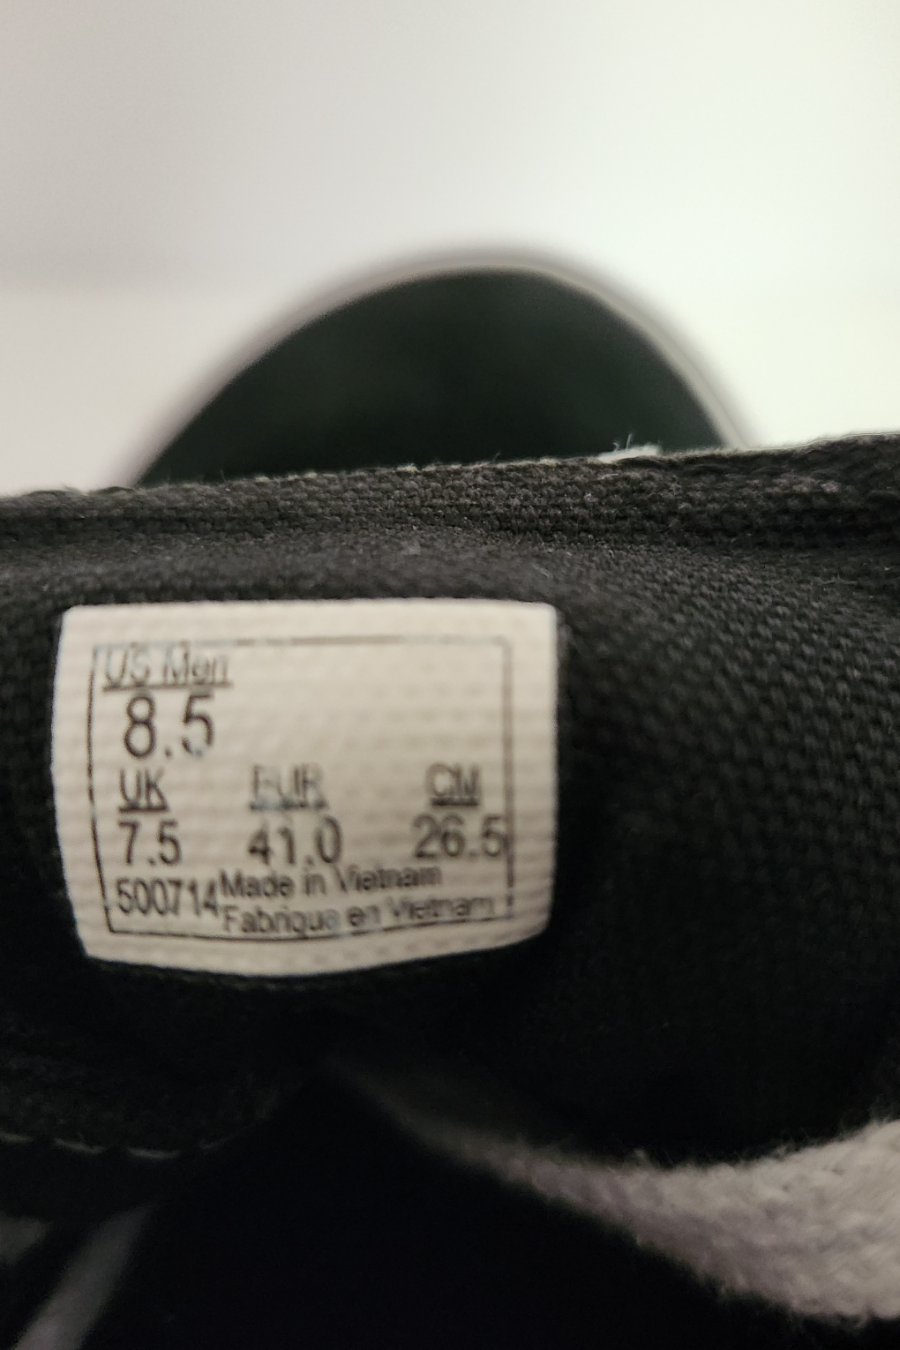 US Men
8.5
UK EUR CM
7.5 41.0 26.5
500714 Made in Vietnam
Fabrique en Vietnam